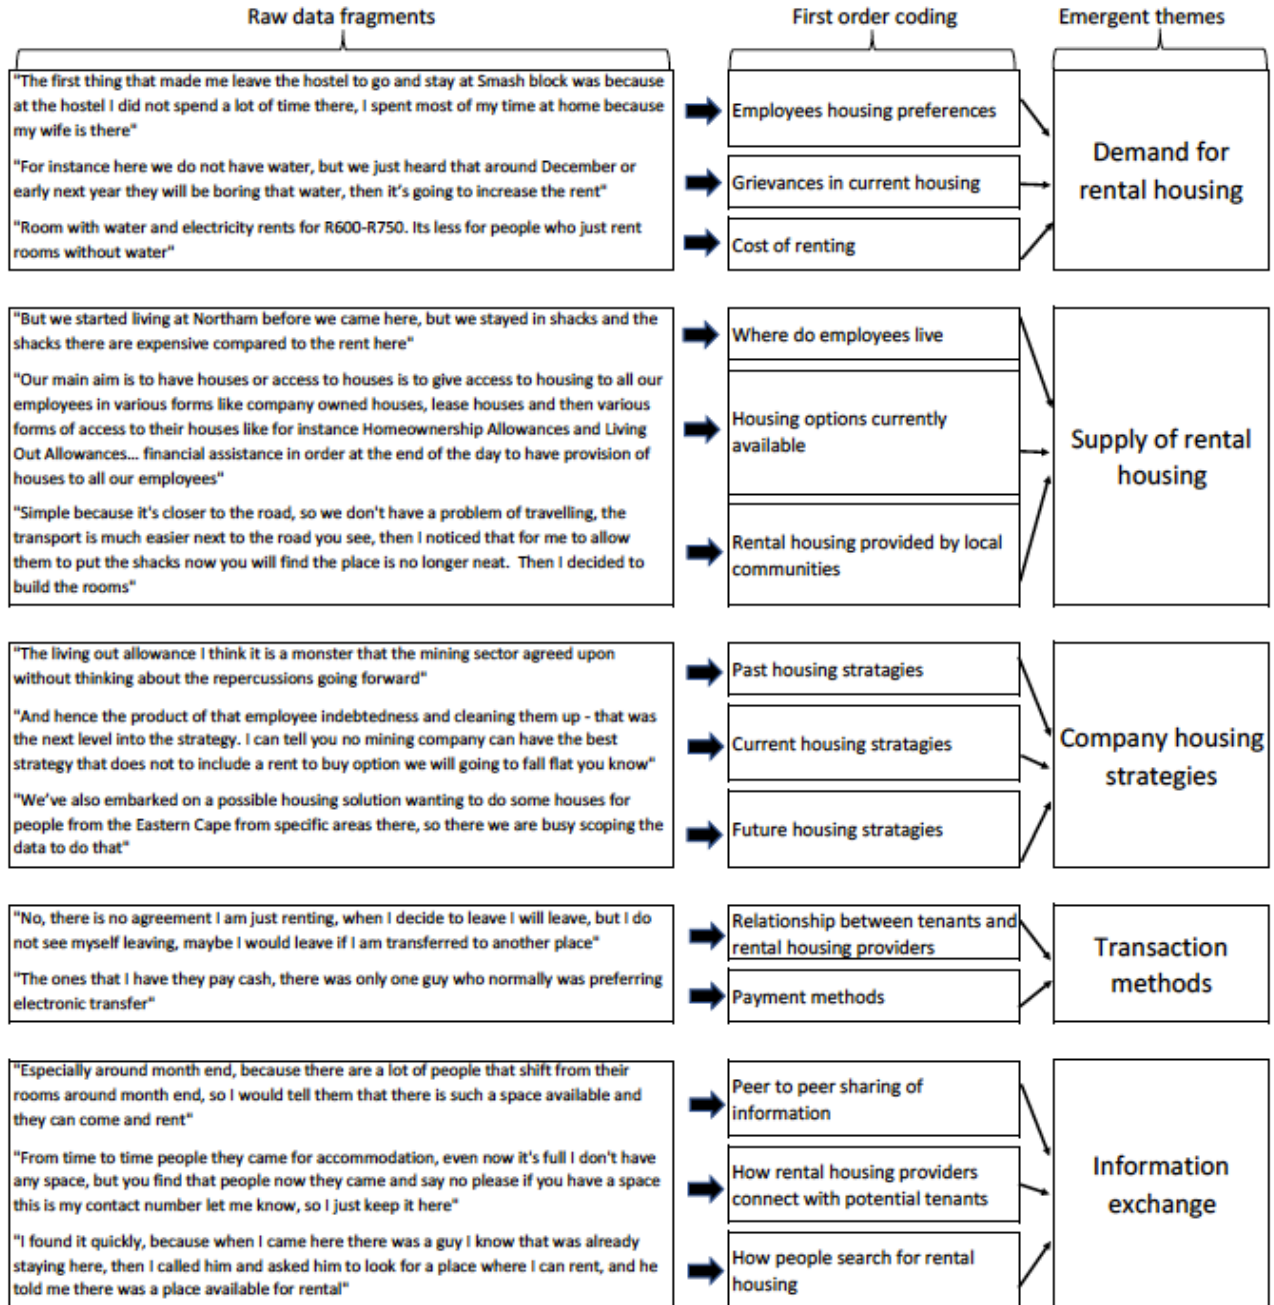 Raw data fragments
First order coding
Emergent themes
"The first thing that made me leave the hostel to go and stay at Smash block was because
at the hostel I did not spend a lot of time there, I spent most of my time at home because
my wife is there"
"For instance here we do not have water, but we just heard that around December or
early next year they will be boring that water, then it's going to increase the rent"
"Room with water and electricity rents for R600-R750. Its less for people who just rent
rooms without water"
Employees housing preferences
Grievances in current housing
Cost of renting
Demand for
rental housing
"But we started living at Northam before we came here, but we stayed in shacks and the
shacks there are expensive compared to the rent here"
"Our main aim is to have houses or access to houses is to give access to housing to all our
employees in various forms like company owned houses, lease houses and then various
forms of access to their houses like for instance Homeownership Allowances and Living
Out Allowances... financial assistance in order at the end of the day to have provision of
houses to all our employees"
"Simple because it's closer to the road, so we don't have a problem of travelling, the
transport is much easier next to the road you see, then I noticed that for me to allow
them to put the shacks now you will find the place is no longer neat.  Then I decided to
build the rooms"
Where do employees live
Housing options currently
available
Rental housing provided by local
communities
Supply of rental
housing
"The living out allowance I think it is a monster that the mining sector agreed upon
without thinking about the repercussions going forward"
"And hence the product of that employee indebtedness and cleaning them up - that was
the next level into the strategy. I can tell you no mining company can have the best
strategy that does not to include a rent to buy option we will going to fall flat you know"
"We've also embarked on a possible housing solution wanting to do some houses for
people from the Eastern Cape from specific areas there, so there we are busy scoping the
data to do that"
Past housing stratagies
Current housing stratagies
Future housing stratagies
Company housing
strategies
"No, there is no agreement I am just renting, when I decide to leave I will leave, but I do
not see myself leaving, maybe I would leave if I am transferred to another place"
"The ones that I have they pay cash, there was only one guy who normally was preferring
electronic transfer"
Relationship between tenants and
rental housing providers
Payment methods
Transaction
methods
"Especially around month end, because there are a lot of people that shift from their
rooms around month end, so I would tell them that there is such a space available and
they can come and rent"
"From time to time people they came for accommodation, even now it's full I don't have
any space, but you find that people now they came and say no please if you have a space
this is my contact number let me know, so I just keep it here"
"I found it quickly, because when I came here there was a guy I know that was already
staying here, then I called him and asked him to look for a place where I can rent, and he
told me there was a place available for rental"
Peer to peer sharing of
information
How rental housing providers
connect with potential tenants
How people search for rental
housing
Information
exchange